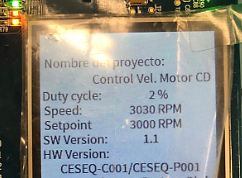 Nombre del proyecto:
Control Vel. Motor CD
Duty cycle: 2 %
Speed: 3030 RPM
Setpoint 3000 RPM
SW Version: 1.1
HW Version:
CESEQ-C001/CESEQ-P001